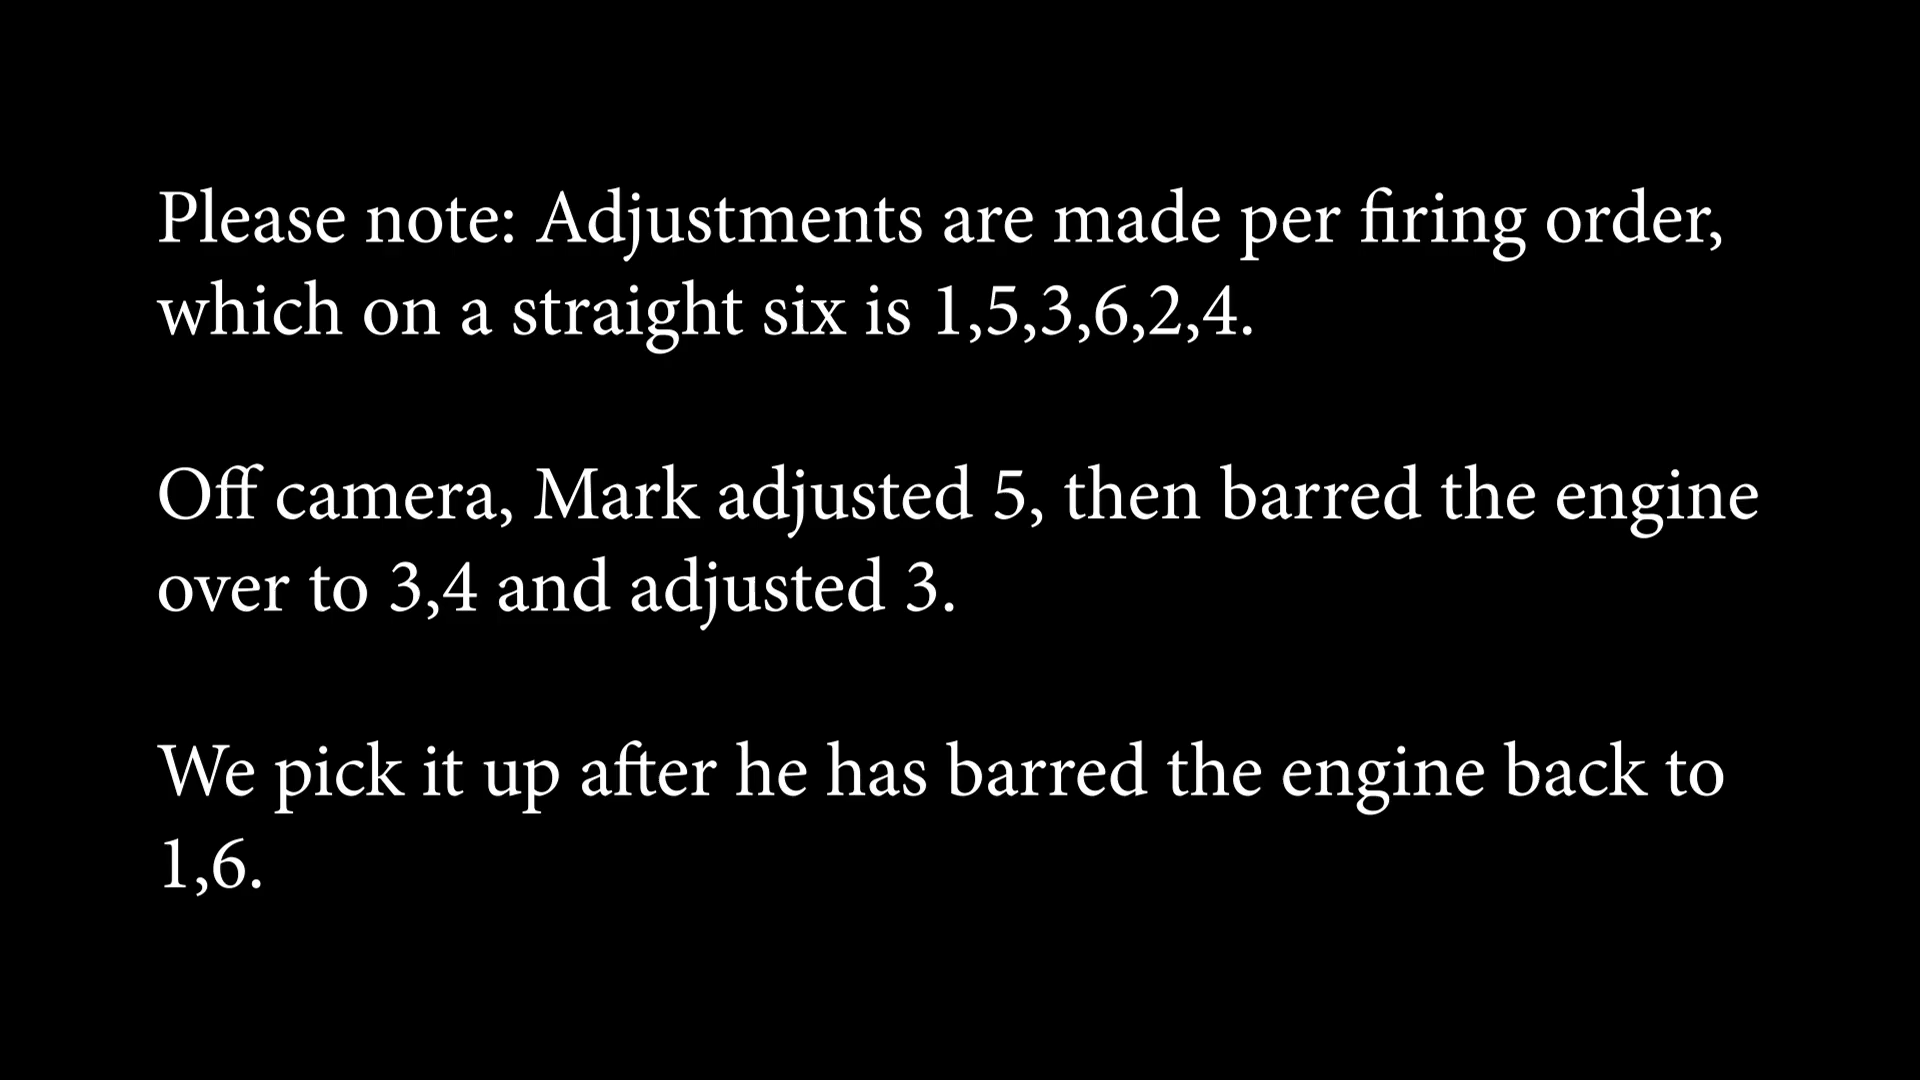 Please note: Adjustments are made per firing order,
which on a straight six is 1,5,3,6,2,4.
Off camera, Mark adjusted 5, then barred the engine
over to 3,4 and adjusted 3.
We pick it up after he has barred the engine back to
1,6.